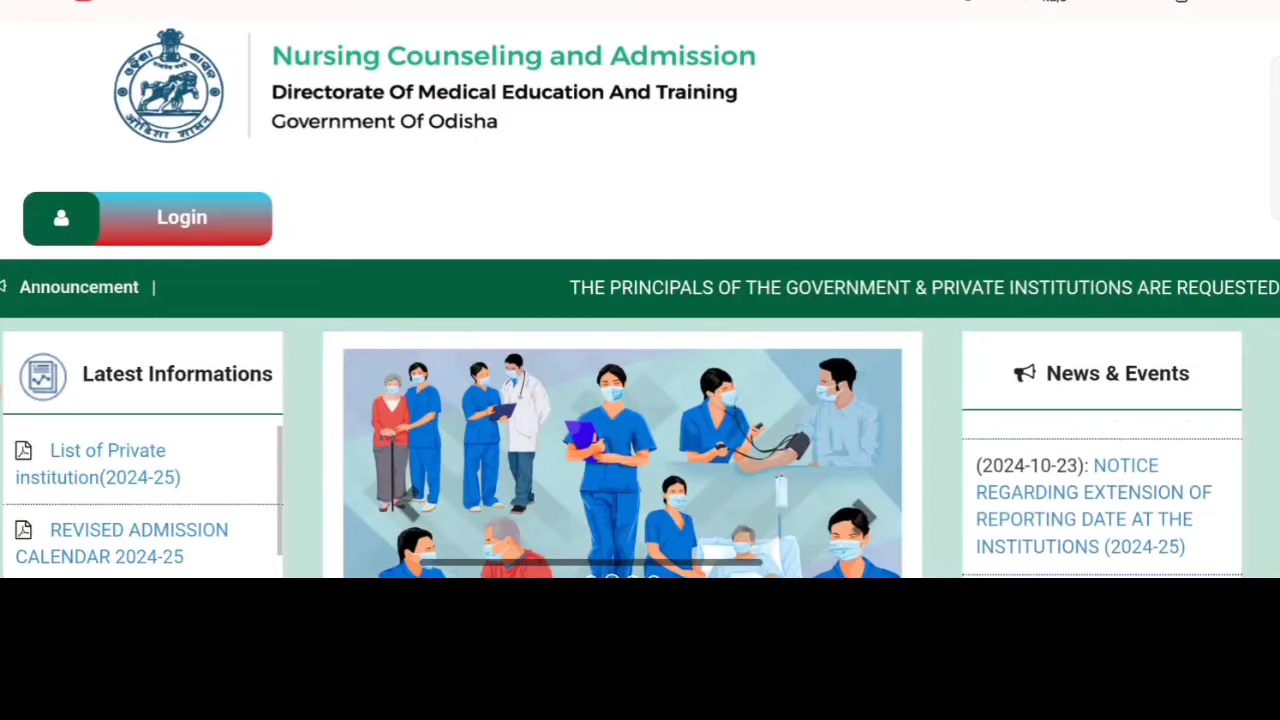 Nursing Counseling and Admission
Directorate Of Medical Education And Training
Government Of Odisha
Login
Announcement |
THE PRINCIPALS OF THE GOVERNMENT & PRIVATE INSTITUTIONS ARE REQUESTED
Latest Informations
List of Private
institution(2024-25)
REVISED ADMISSION
CALENDAR 2024-25
News & Events
(2024-10-23): NOTICE
REGARDING EXTENSION OF
REPORTING DATE AT THE
INSTITUTIONS (2024-25)